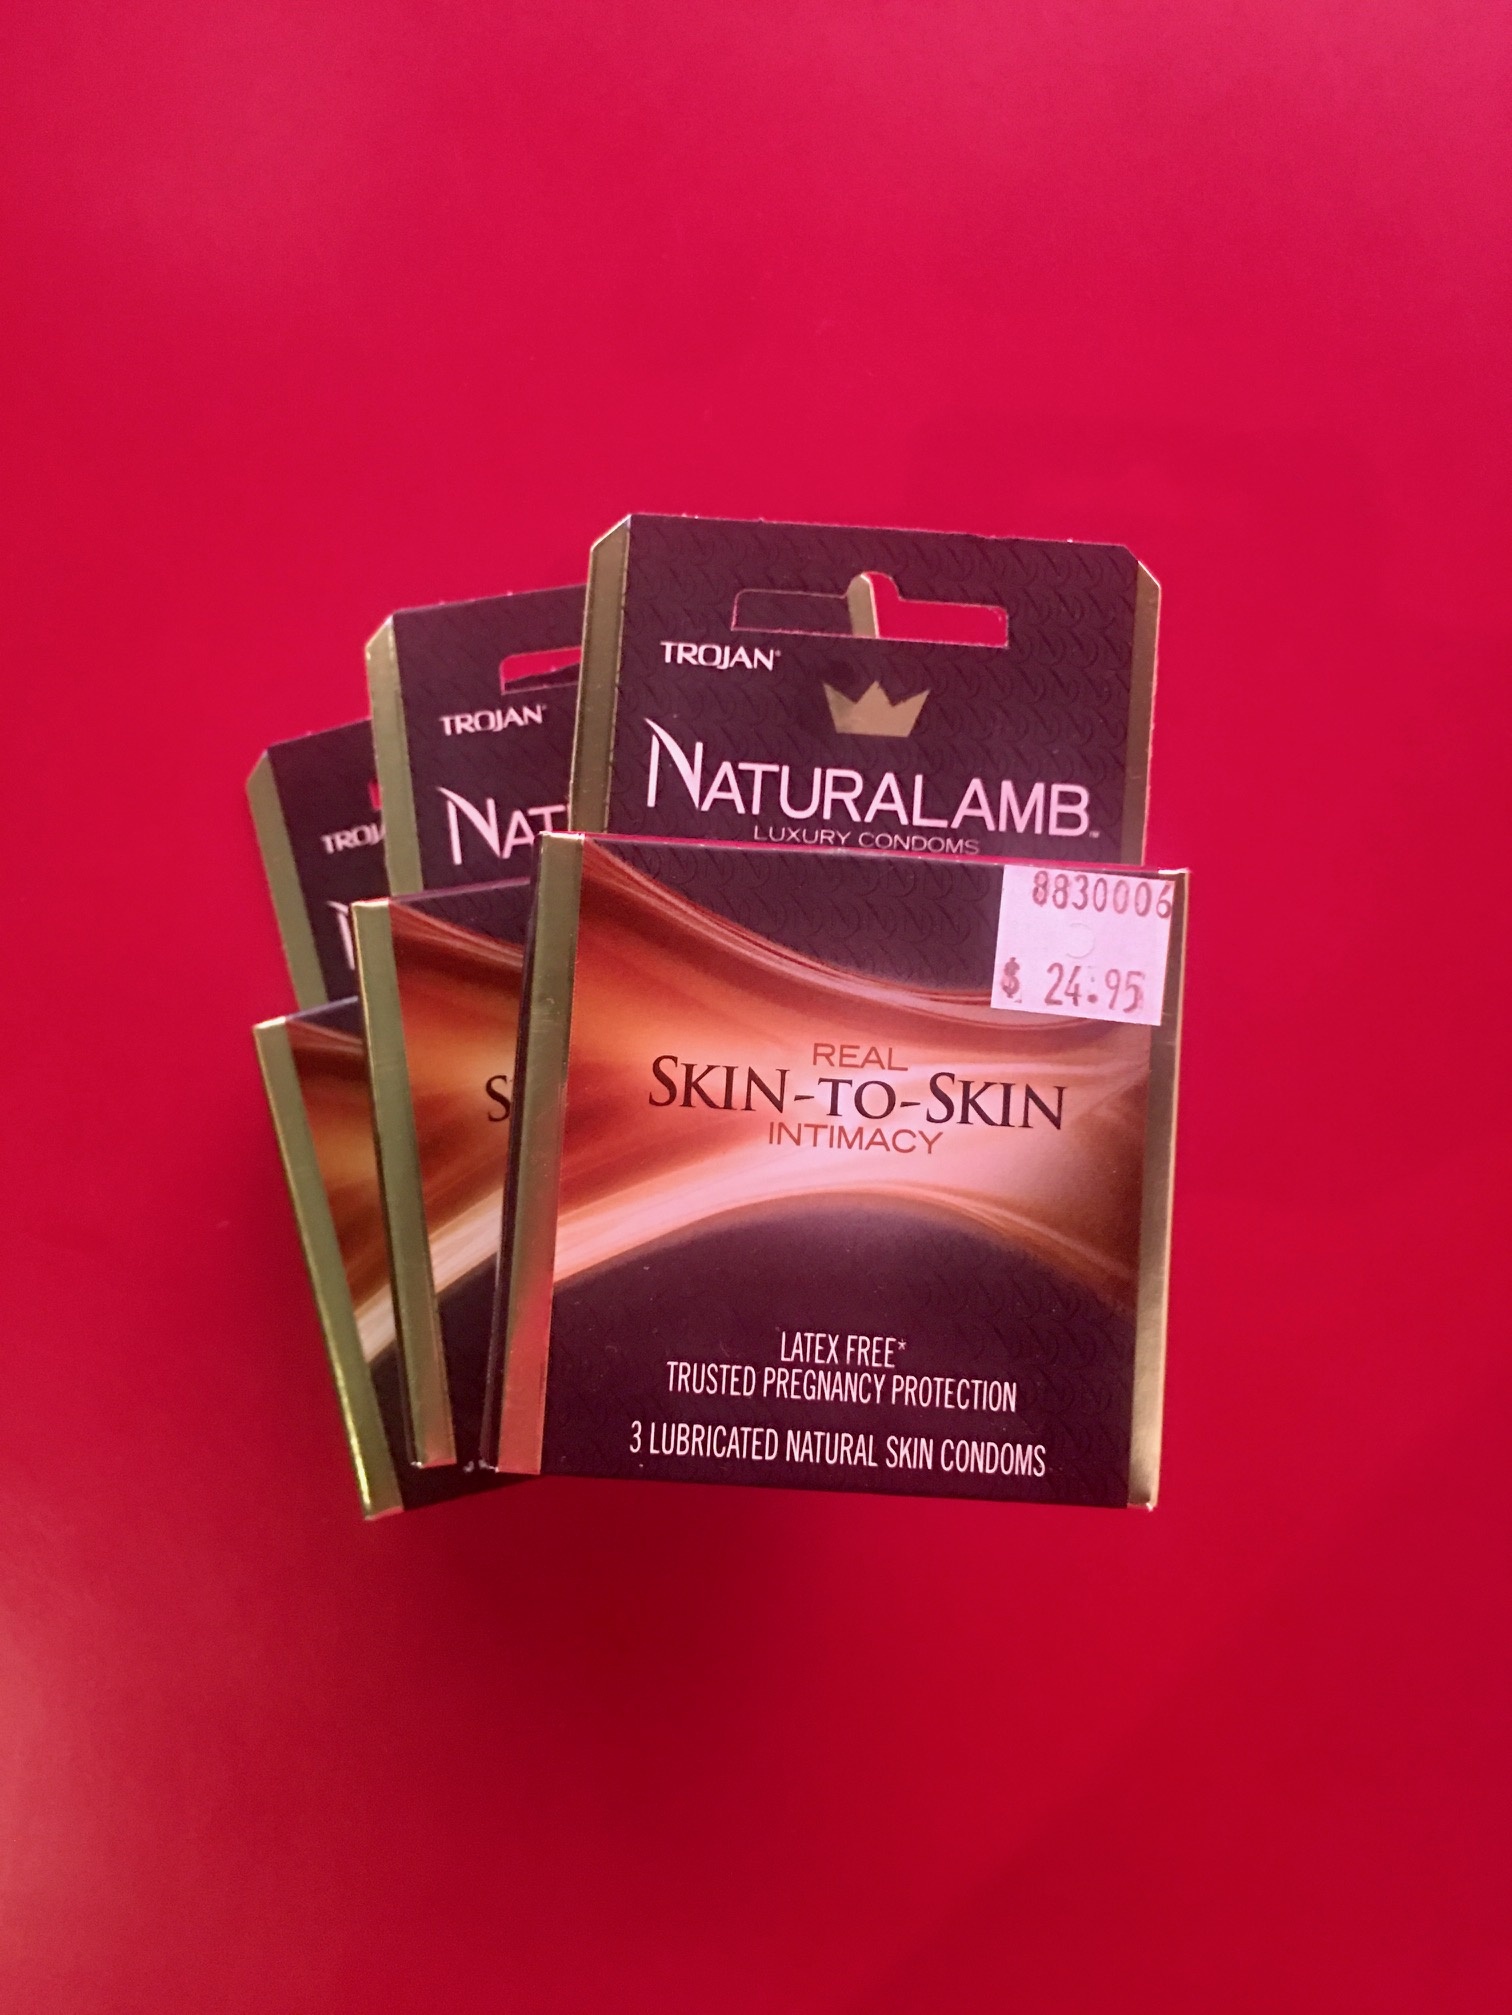 TROJAN®
NATURALAMB™
LUXURY CONDOMS
8830006
$ 24.95
REAL
SKIN-TO-SKIN
INTIMACY
LATEX FREE*
TRUSTED PREGNANCY PROTECTION
3 LUBRICATED NATURAL SKIN CONDOMS
TROJAN®
NAT
S
TROJ